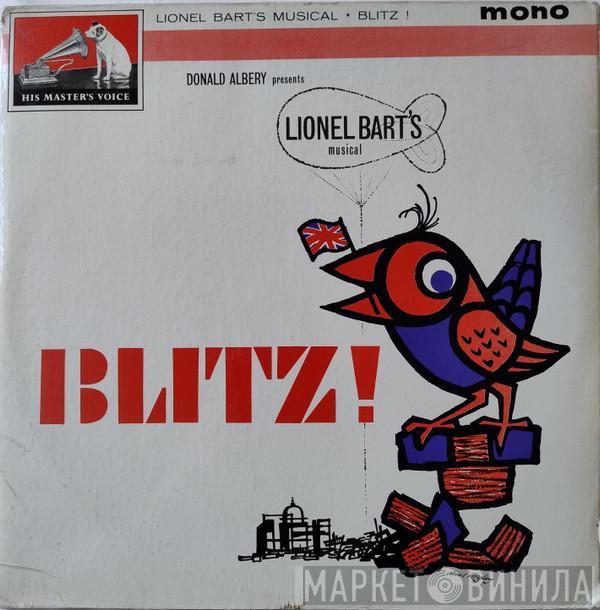 LIONEL BART'S MUSICAL • BLITZ !
mono
HIS MASTER'S VOICE
DONALD ALBERY presents
LIONEL BART'S
musical
BLITZ!
МАРКЕТ ВИНИЛА